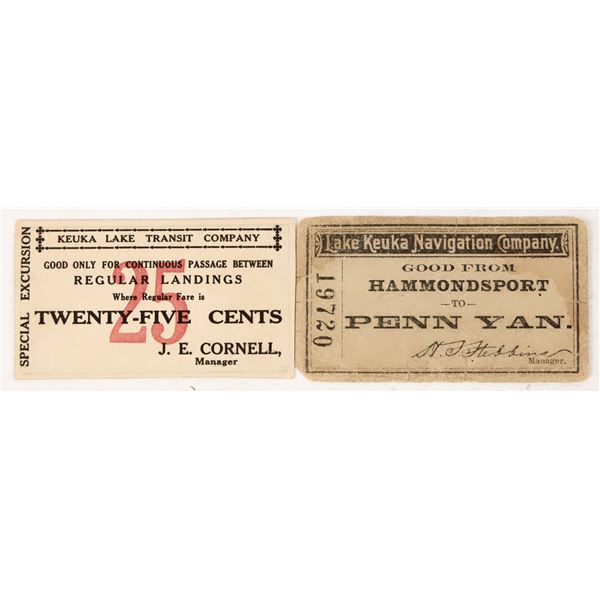 SPECIAL EXCURSION
KEUKA LAKE TRANSIT COMPANY
GOOD ONLY FOR CONTINUOUS PASSAGE BETWEEN
REGULAR LANDINGS
Where Regular Fare is
25
TWENTY-FIVE CENTS
J. E. CORNELL,
Manager
Lake Keuka Navigation Company.
19720
GOOD FROM
HAMMONDSPORT
-TO-
PENN YAN.
H. S. Stebbins
Manager.